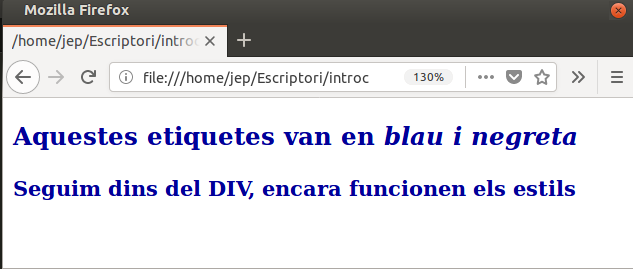 Mozilla Firefox
/home/jep/Escriptori/introc
file:///home/jep/Escriptori/introc 130%
Aquestes etiquetes van en blau i negreta
Seguim dins del DIV, encara funcionen els estils